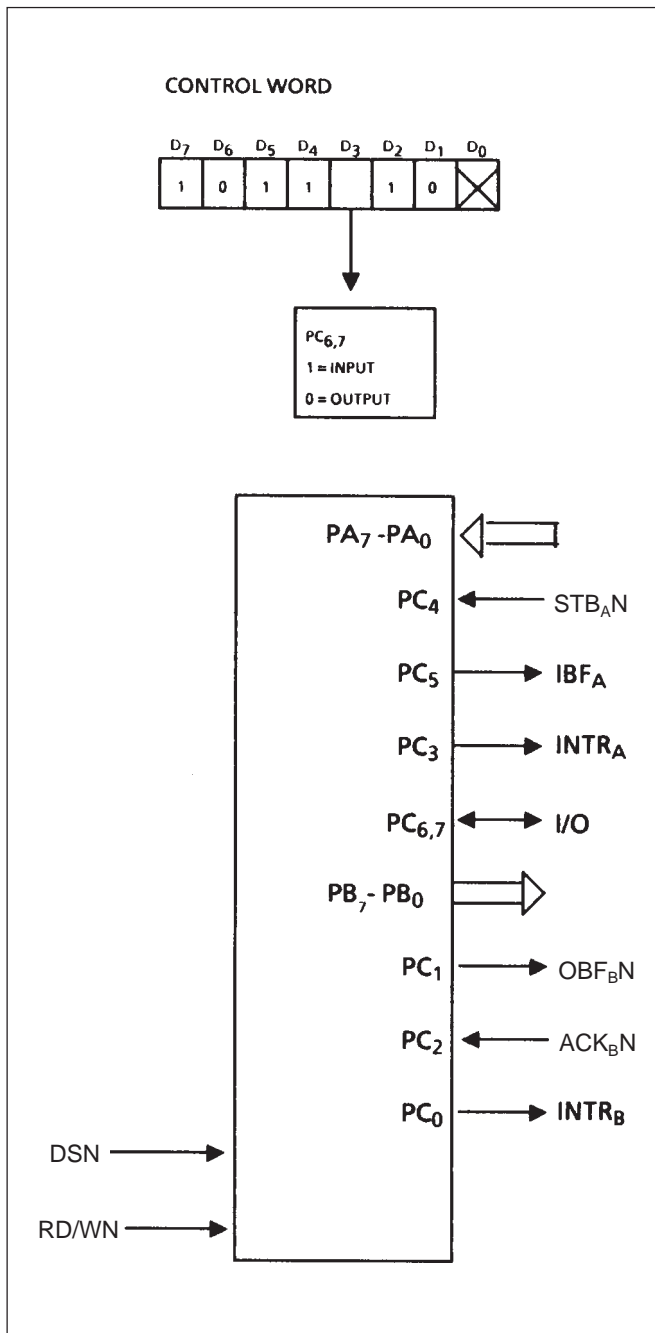 CONTROL WORD
D7 D6 D5 D4 D3 D2 D1 D0
1 0 1 1 1 0
PC6,7
1 = INPUT
0 = OUTPUT
PA7 - PA0
PC4 STBAN
PC5 IBFA
PC3 INTRA
PC6,7 I/O
PB7 - PB0
PC1 OBFBN
PC2 ACKBN
PC0 INTRB
DSN
RD/WN